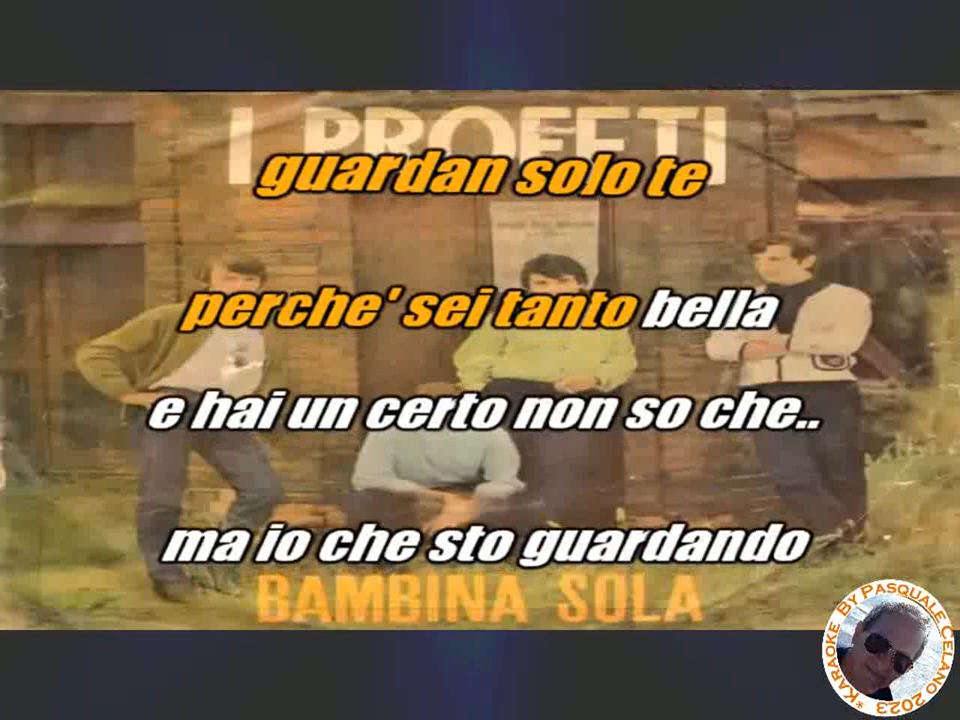 I PROFETI
guardan solo te
perche' sei tanto bella
e hai un certo non so che..
ma io che sto guardando
BAMBINA SOLA
*KARAOKE BY PASQUALE CELANO 2023